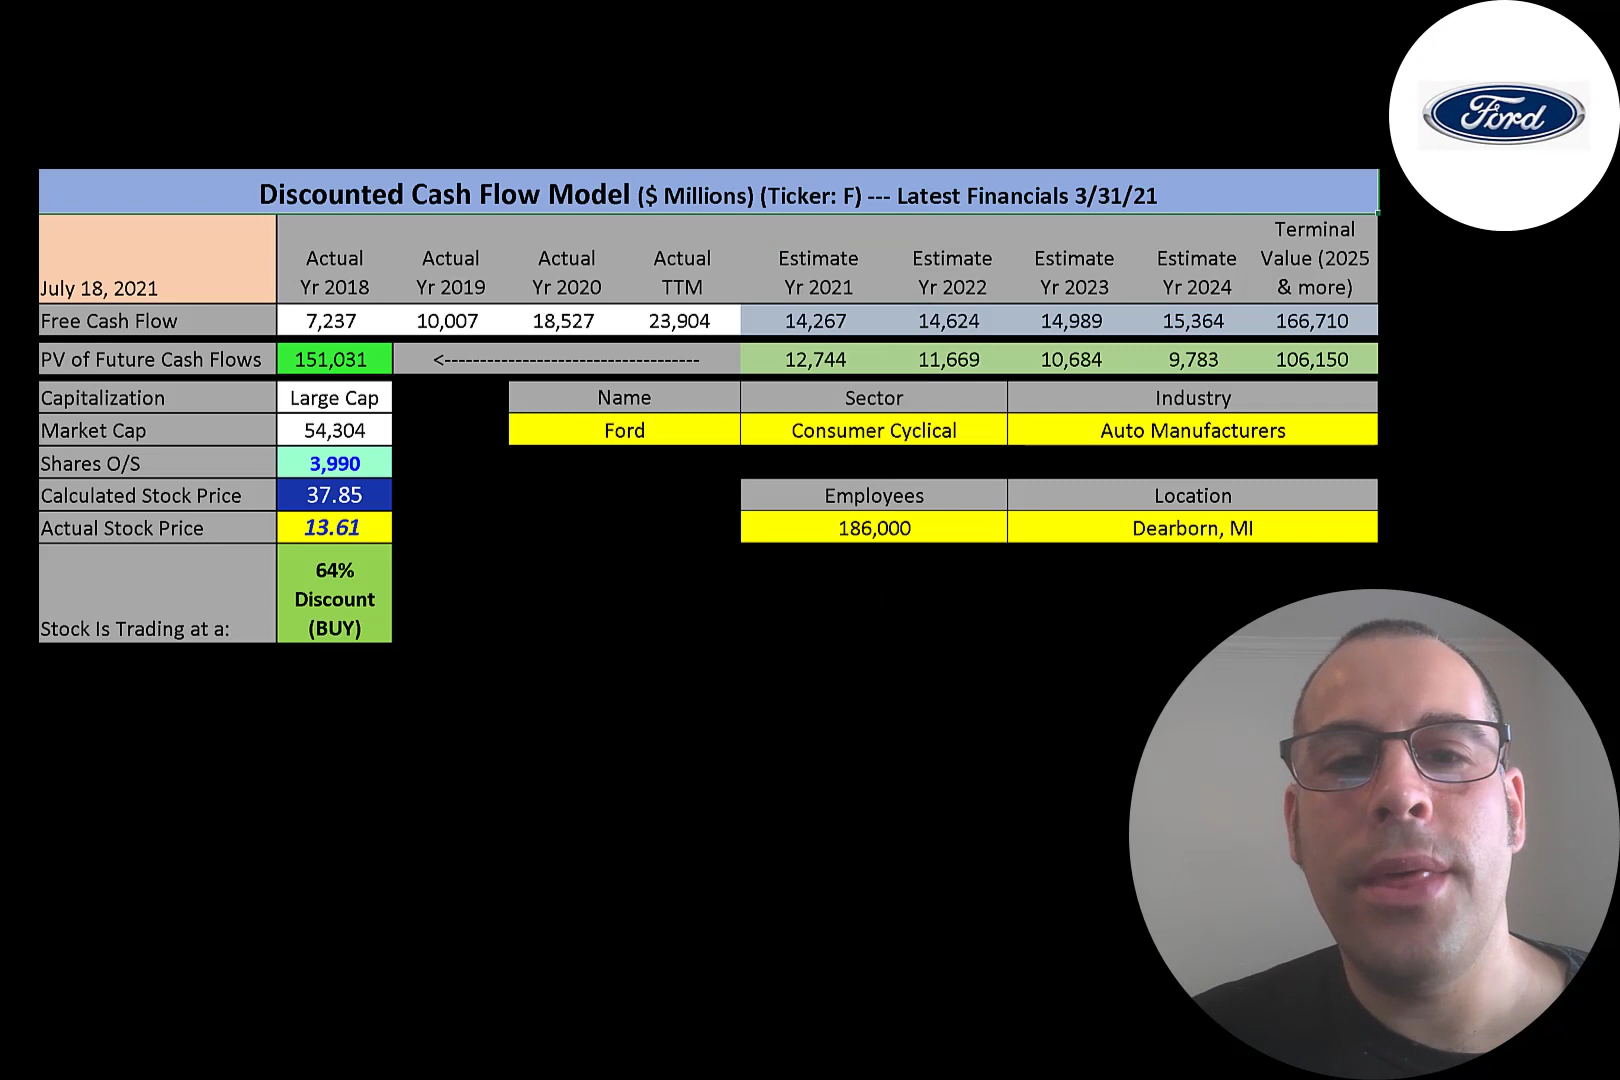 Ford
Discounted Cash Flow Model ($ Millions) (Ticker: F) --- Latest Financials 3/31/21
July 18, 2021 Actual Yr 2018 Actual Yr 2019 Actual Yr 2020 Actual TTM Estimate Yr 2021 Estimate Yr 2022 Estimate Yr 2023 Estimate Yr 2024 Terminal Value (2025 & more)
Free Cash Flow 7,237 10,007 18,527 23,904 14,267 14,624 14,989 15,364 166,710
PV of Future Cash Flows 151,031 <------------------------------------ 12,744 11,669 10,684 9,783 106,150
Capitalization Large Cap Name Sector Industry
Market Cap 54,304 Ford Consumer Cyclical Auto Manufacturers
Shares O/S 3,990
Calculated Stock Price 37.85 Employees Location
Actual Stock Price 13.61 186,000 Dearborn, MI
Stock Is Trading at a: 64% Discount (BUY)